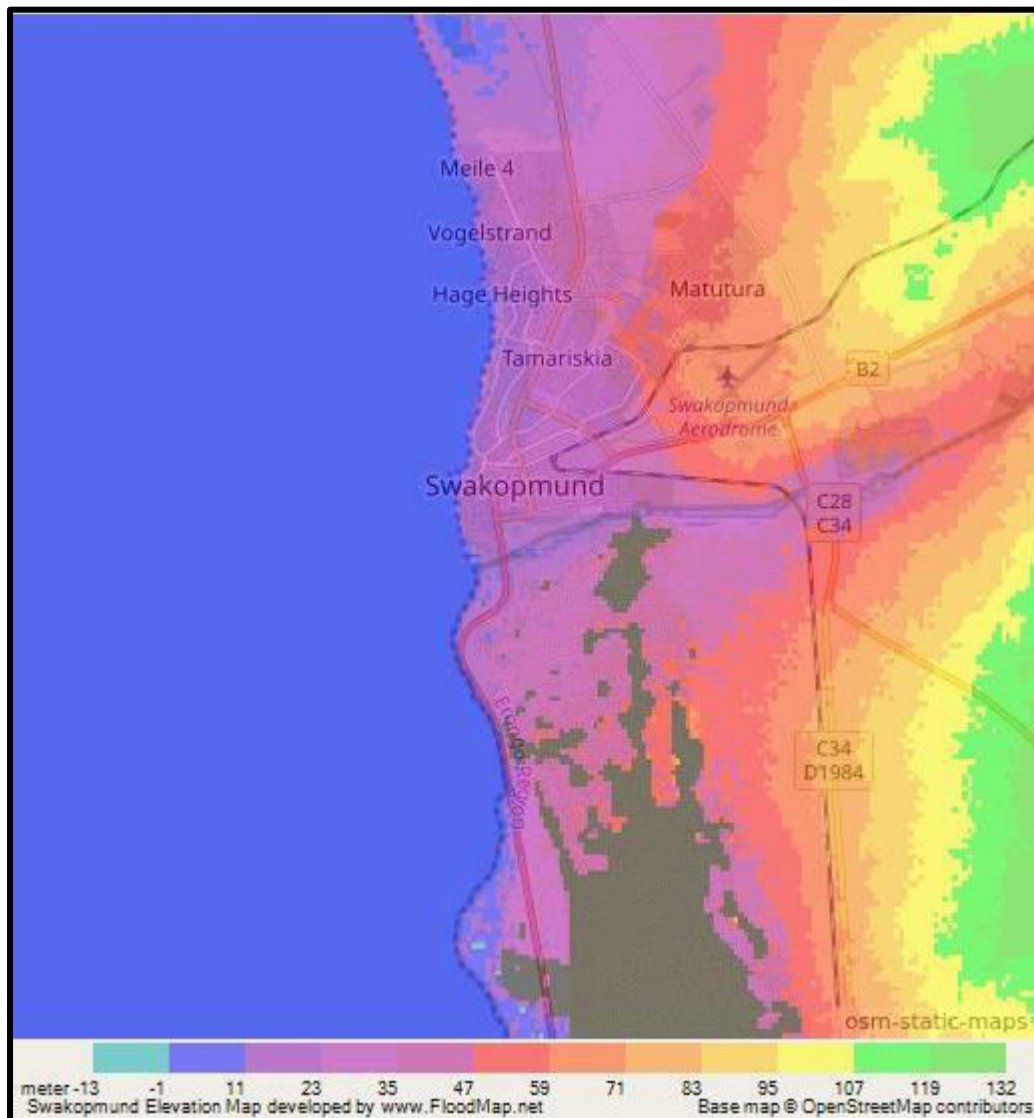 Meile 4
Vogelstrand
Hage Heights
Matutura
Tamariskia
B2
Swakopmund
Aerodrome
Swakopmund
C28
C34
Erongo Region
C34
D1984
osm-static-maps
meter -13 -1 11 23 35 47 59 71 83 95 107 119 132
Swakopmund Elevation Map developed by www.FloodMap.net Base map © OpenStreetMap contributors